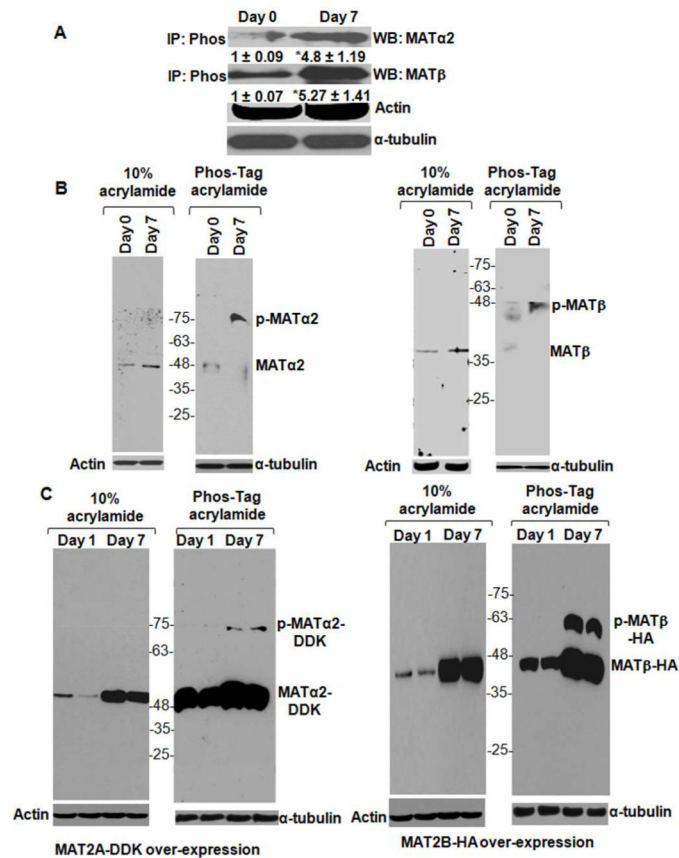 A
Day 0 Day 7
IP: Phos WB: MATα2
1 ± 0.09 *4.8 ± 1.19
IP: Phos WB: MATβ
1 ± 0.07 *5.27 ± 1.41
Actin
α-tubulin
B
10% acrylamide
Phos-Tag acrylamide
Day 0 Day 7 Day 0 Day 7
-75-
-63-
-48-
-35-
-25-
p-MATα2
MATα2
Actin α-tubulin
10% acrylamide
Phos-Tag acrylamide
Day 0 Day 7 Day 0 Day 7
-75-
-63-
-48-
-35-
-25-
p-MATβ
MATβ
Actin α-tubulin
C
10% acrylamide
Phos-Tag acrylamide
Day 1 Day 7 Day 1 Day 7
-75-
-63-
-48-
-35-
-25-
p-MATα2-
DDK
MATα2-
DDK
Actin α-tubulin
MAT2A-DDK over-expression
10% acrylamide
Phos-Tag acrylamide
Day 1 Day 7 Day 1 Day 7
-75-
-63-
-48-
-35-
-25-
p-MATβ
-HA
MATβ-HA
Actin α-tubulin
MAT2B-HA over-expression